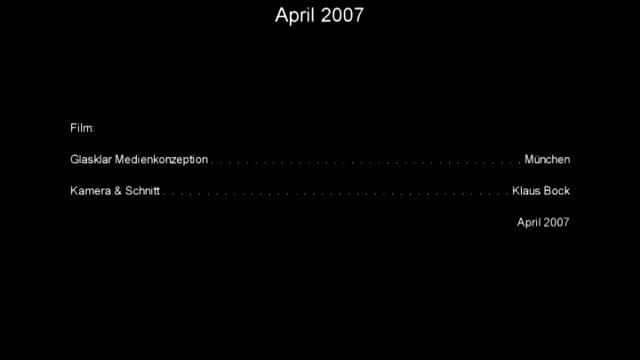 April 2007
Film:
Glasklar Medienkonzeption . . . . . . . . . . . . . . . . . . . . . . . . . . . . . . . . . . . . . . . München
Kamera & Schnitt . . . . . . . . . . . . . . . . . . . . . . . . . . . . . . . . . . . . . . . . . . . Klaus Bock
April 2007